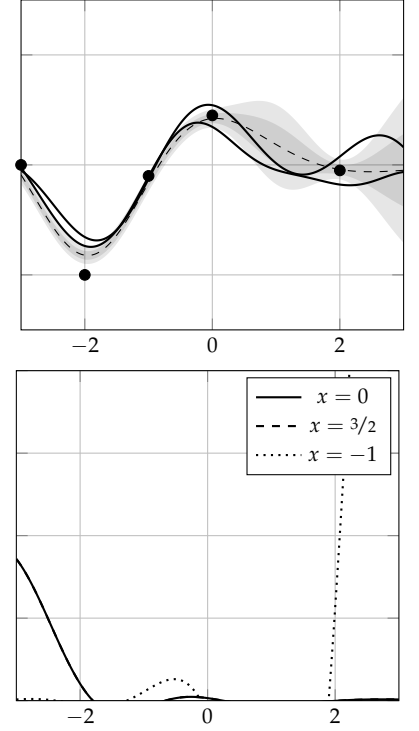 −2 0 2
x = 0
x = 3/2
x = −1
−2 0 2